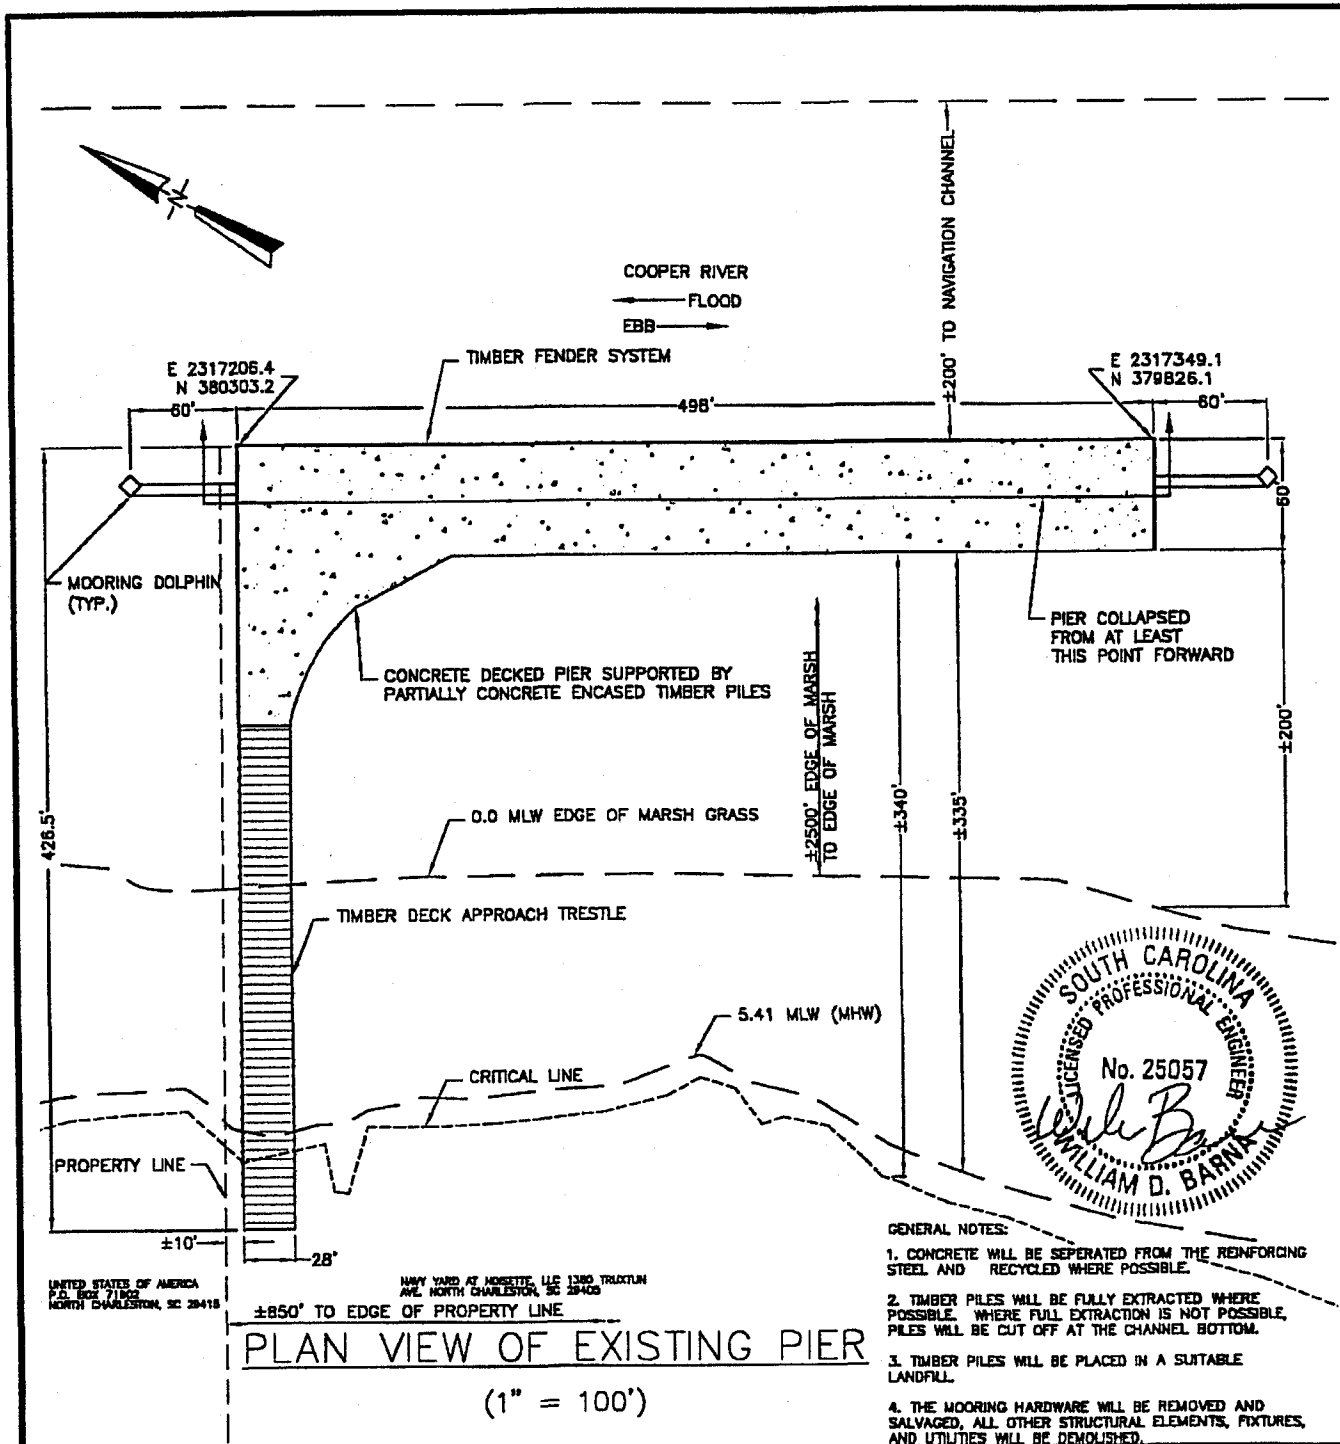 N
COOPER RIVER
FLOOD
EBB
±200' TO NAVIGATION CHANNEL
TIMBER FENDER SYSTEM
E 2317206.4
N 380303.2
E 2317349.1
N 379826.1
60'
498'
60'
60'
MOORING DOLPHIN
(TYP.)
PIER COLLAPSED
FROM AT LEAST
THIS POINT FORWARD
CONCRETE DECKED PIER SUPPORTED BY
PARTIALLY CONCRETE ENCASED TIMBER PILES
±2500' EDGE OF MARSH
TO EDGE OF MARSH
±340'
±335'
±200'
426.5'
0.0 MLW EDGE OF MARSH GRASS
TIMBER DECK APPROACH TRESTLE
5.41 MLW (MHW)
CRITICAL LINE
PROPERTY LINE
SOUTH CAROLINA
LICENSED PROFESSIONAL ENGINEER
No. 25057
WILLIAM D. BARNA
±10'
28'
UNITED STATES OF AMERICA
P.O. BOX 71902
NORTH CHARLESTON, SC 29415
NAVY YARD AT NOISETTE, LLC 1360 TRUXTUN
AVE. NORTH CHARLESTON, SC 29405
±850' TO EDGE OF PROPERTY LINE
PLAN VIEW OF EXISTING PIER
(1" = 100')
GENERAL NOTES:
1. CONCRETE WILL BE SEPERATED FROM THE REINFORCING
STEEL AND RECYCLED WHERE POSSIBLE.
2. TIMBER PILES WILL BE FULLY EXTRACTED WHERE
POSSIBLE. WHERE FULL EXTRACTION IS NOT POSSIBLE,
PILES WILL BE CUT OFF AT THE CHANNEL BOTTOM.
3. TIMBER PILES WILL BE PLACED IN A SUITABLE
LANDFILL.
4. THE MOORING HARDWARE WILL BE REMOVED AND
SALVAGED, ALL OTHER STRUCTURAL ELEMENTS, FIXTURES,
AND UTILITIES WILL BE DEMOLISHED.